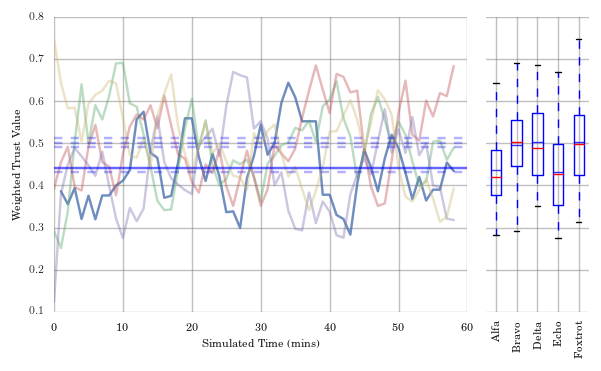 0.8
0.7
0.6
0.5
0.4
0.3
0.2
0.1
Weighted Trust Value
0 10 20 30 40 50 60
Simulated Time (mins)
Alfa
Bravo
Delta
Echo
Foxtrot